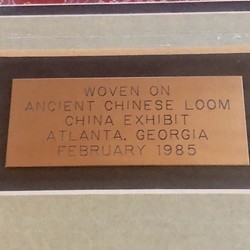 WOVEN ON
ANCIENT CHINESE LOOM
CHINA EXHIBIT
ATLANTA, GEORGIA
FEBRUARY 1985